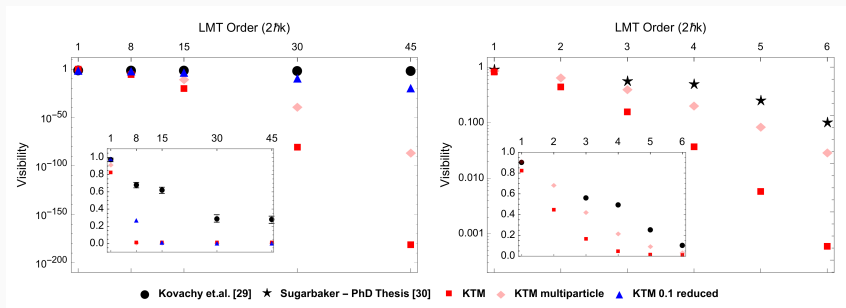 LMT Order (2ℏk)
1 8 15 30 45
Visibility
1
10^−50
10^−100
10^−150
10^−200
1 8 15 30 45
1.0
0.8
0.6
0.4
0.2
0.0
LMT Order (2ℏk)
1 2 3 4 5 6
Visibility
1
0.100
0.010
0.001
1 2 3 4 5 6
1.0
0.8
0.6
0.4
0.2
0.0
Kovachy et.al. [29] Sugarbaker – PhD Thesis [30] KTM KTM multiparticle KTM 0.1 reduced